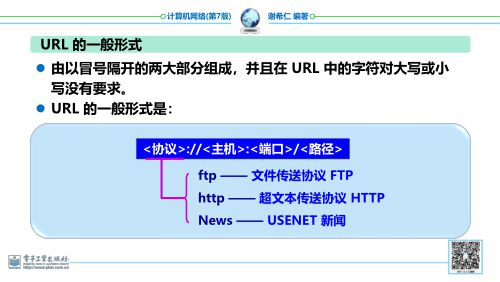 计算机网络(第7版) 谢希仁 编著
URL 的一般形式
● 由以冒号隔开的两大部分组成，并且在 URL 中的字符对大写或小
写没有要求。
● URL 的一般形式是：
<协议>://<主机>:<端口>/<路径>
ftp —— 文件传送协议 FTP
http —— 超文本传送协议 HTTP
News —— USENET 新闻
电子工业出版社
http://www.phei.com.cn